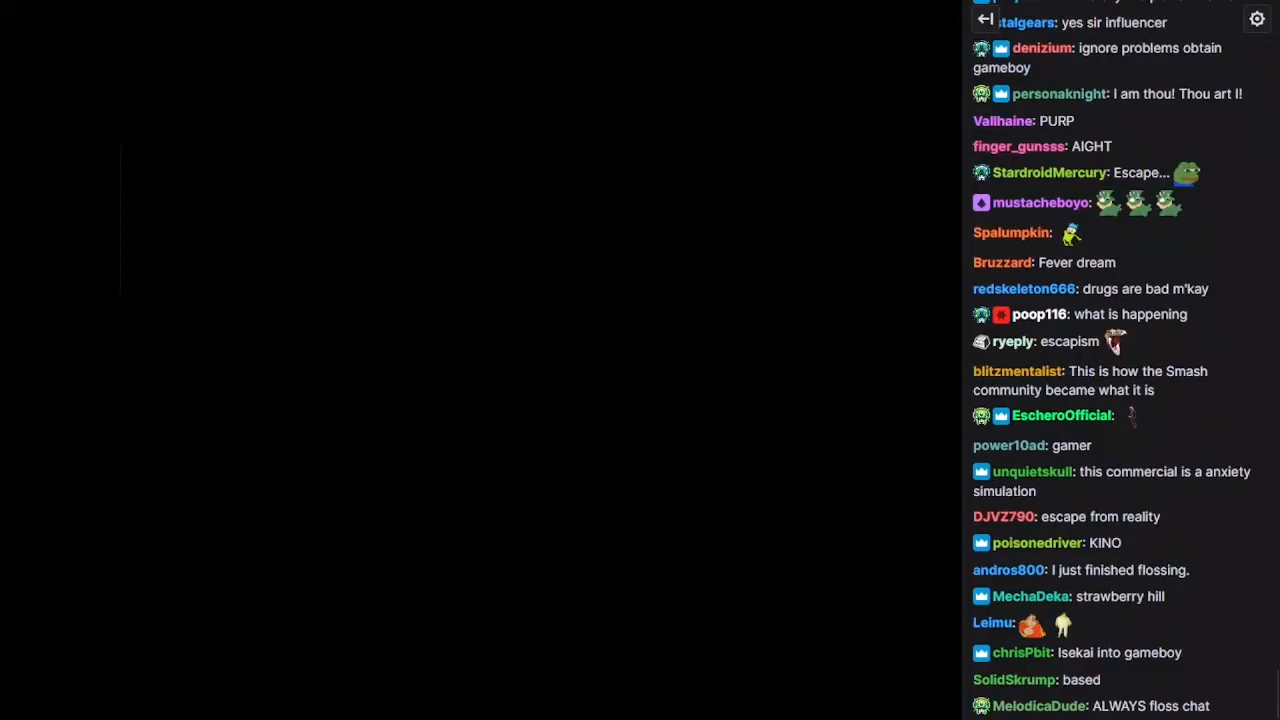 stalgears: yes sir influencer
denizium: ignore problems obtain
gameboy
personaknight: I am thou! Thou art I!
Vallhaine: PURP
finger_gunsss: AIGHT
StardroidMercury: Escape...
mustacheboyo:
Spalumpkin:
Bruzzard: Fever dream
redskeleton666: drugs are bad m'kay
poop116: what is happening
ryeply: escapism
blitzmentalist: This is how the Smash
community became what it is
EscheroOfficial:
power10ad: gamer
unquietskull: this commercial is a anxiety
simulation
DJVZ790: escape from reality
poisonedriver: KINO
andros800: I just finished flossing.
MechaDeka: strawberry hill
Leimu:
chrisPbit: Isekai into gameboy
SolidSkrump: based
MelodicaDude: ALWAYS floss chat